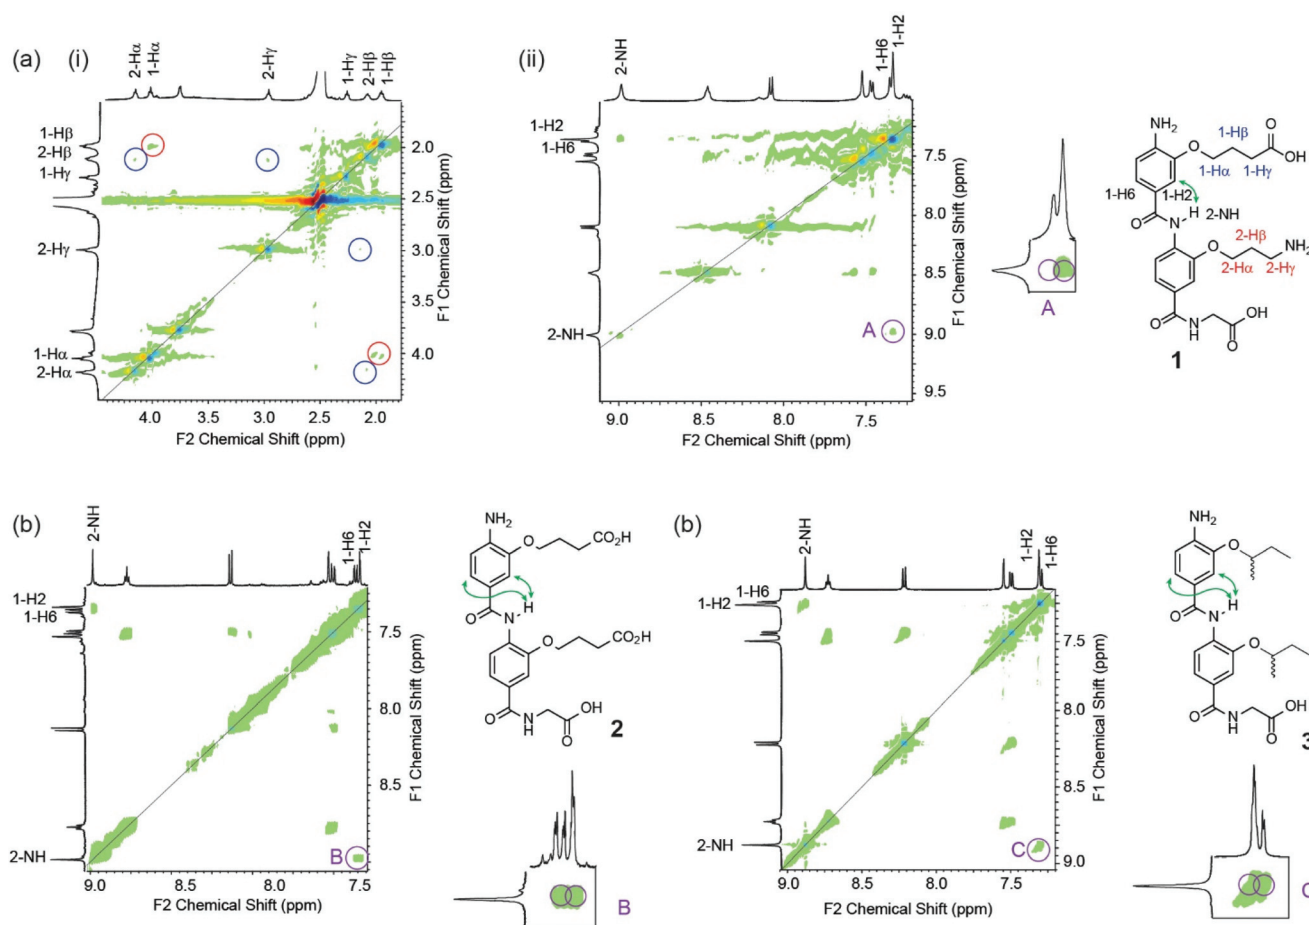 (a)
(i)
2-Hα
1-Hα
2-Hγ
1-Hγ
2-Hβ
1-Hβ
1-Hβ
2-Hβ
1-Hγ
2-Hγ
1-Hα
2-Hα
2.0
2.5
3.0
3.5
4.0
F1 Chemical Shift (ppm)
4.0
3.0
2.5
2.0
F2 Chemical Shift (ppm)
(ii)
2-NH
1-H6
1-H2
1-H2
1-H6
2-NH
7.5
8.0
8.5
9.0
9.5
F1 Chemical Shift (ppm)
A
9.0
8.5
8.0
7.5
F2 Chemical Shift (ppm)
A
NH2
1-Hβ
O
O
OH
1-Hα
1-Hγ
1-H6
1-H2
O
N
H
2-NH
2-Hβ
O
NH2
2-Hα
2-Hγ
O
N
H
O
OH
1
(b)
2-NH
1-H6
1-H2
1-H2
1-H6
2-NH
7.5
8.0
8.5
F1 Chemical Shift (ppm)
B
9.0
8.5
8.0
7.5
F2 Chemical Shift (ppm)
NH2
O
CO2H
O
N
H
O
CO2H
O
N
H
OH
O
2
B
(b)
2-NH
1-H2
1-H6
1-H6
1-H2
2-NH
7.5
8.0
8.5
9.0
F1 Chemical Shift (ppm)
C
9.0
8.5
8.0
7.5
F2 Chemical Shift (ppm)
NH2
O
O
N
H
O
O
N
H
OH
O
3